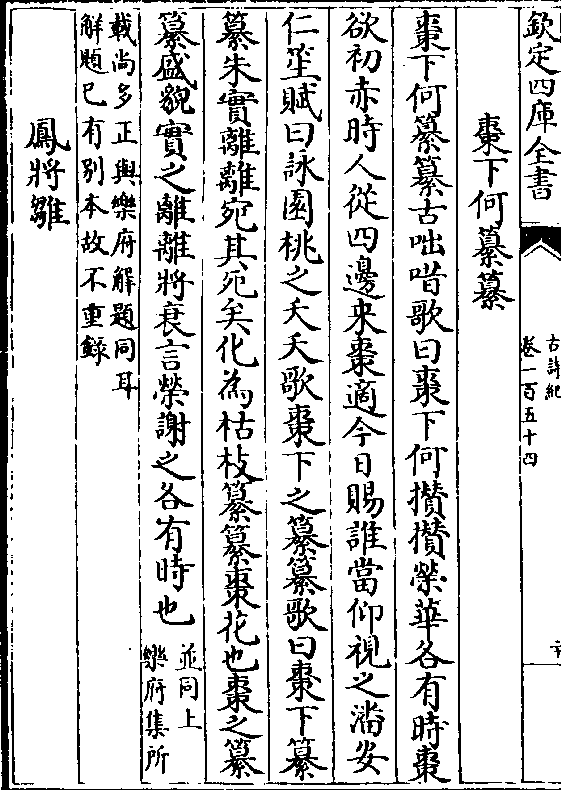 欽定四庫全書
古詩紀
卷一百五十四
棗下何纂纂
棗下何纂纂古咄唶歌曰棗下何攅攅榮華各有時棗
欲初赤時人從四邊來棗適今日賜誰當仰視之潘安
仁笙賦曰詠園桃之夭夭歌棗下之纂纂歌曰棗下纂
纂朱實離離宛其死矣化為枯枝纂纂棗花也棗之纂
纂盛貌實之離離將衰言榮謝之各有時也
並同上
樂府集所
載尚多正與樂府解題同耳
解題已有别本故不重錄
鳳將雛